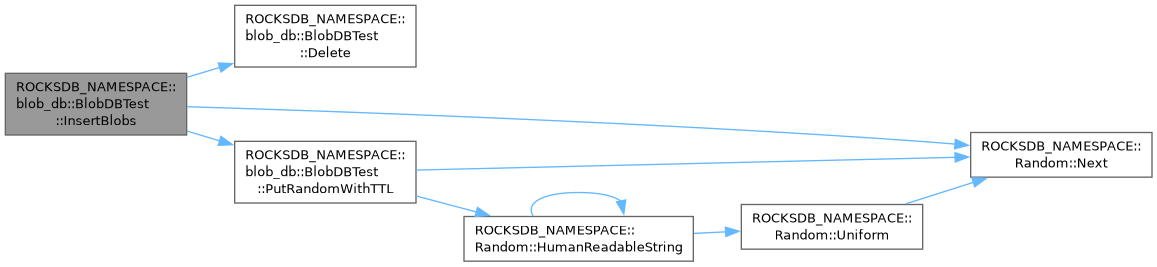 ROCKSDB_NAMESPACE::
blob_db::BlobDBTest
::Delete
ROCKSDB_NAMESPACE::
blob_db::BlobDBTest
::InsertBlobs
ROCKSDB_NAMESPACE::
Random::Next
ROCKSDB_NAMESPACE::
blob_db::BlobDBTest
::PutRandomWithTTL
ROCKSDB_NAMESPACE::
Random::Uniform
ROCKSDB_NAMESPACE::
Random::HumanReadableString